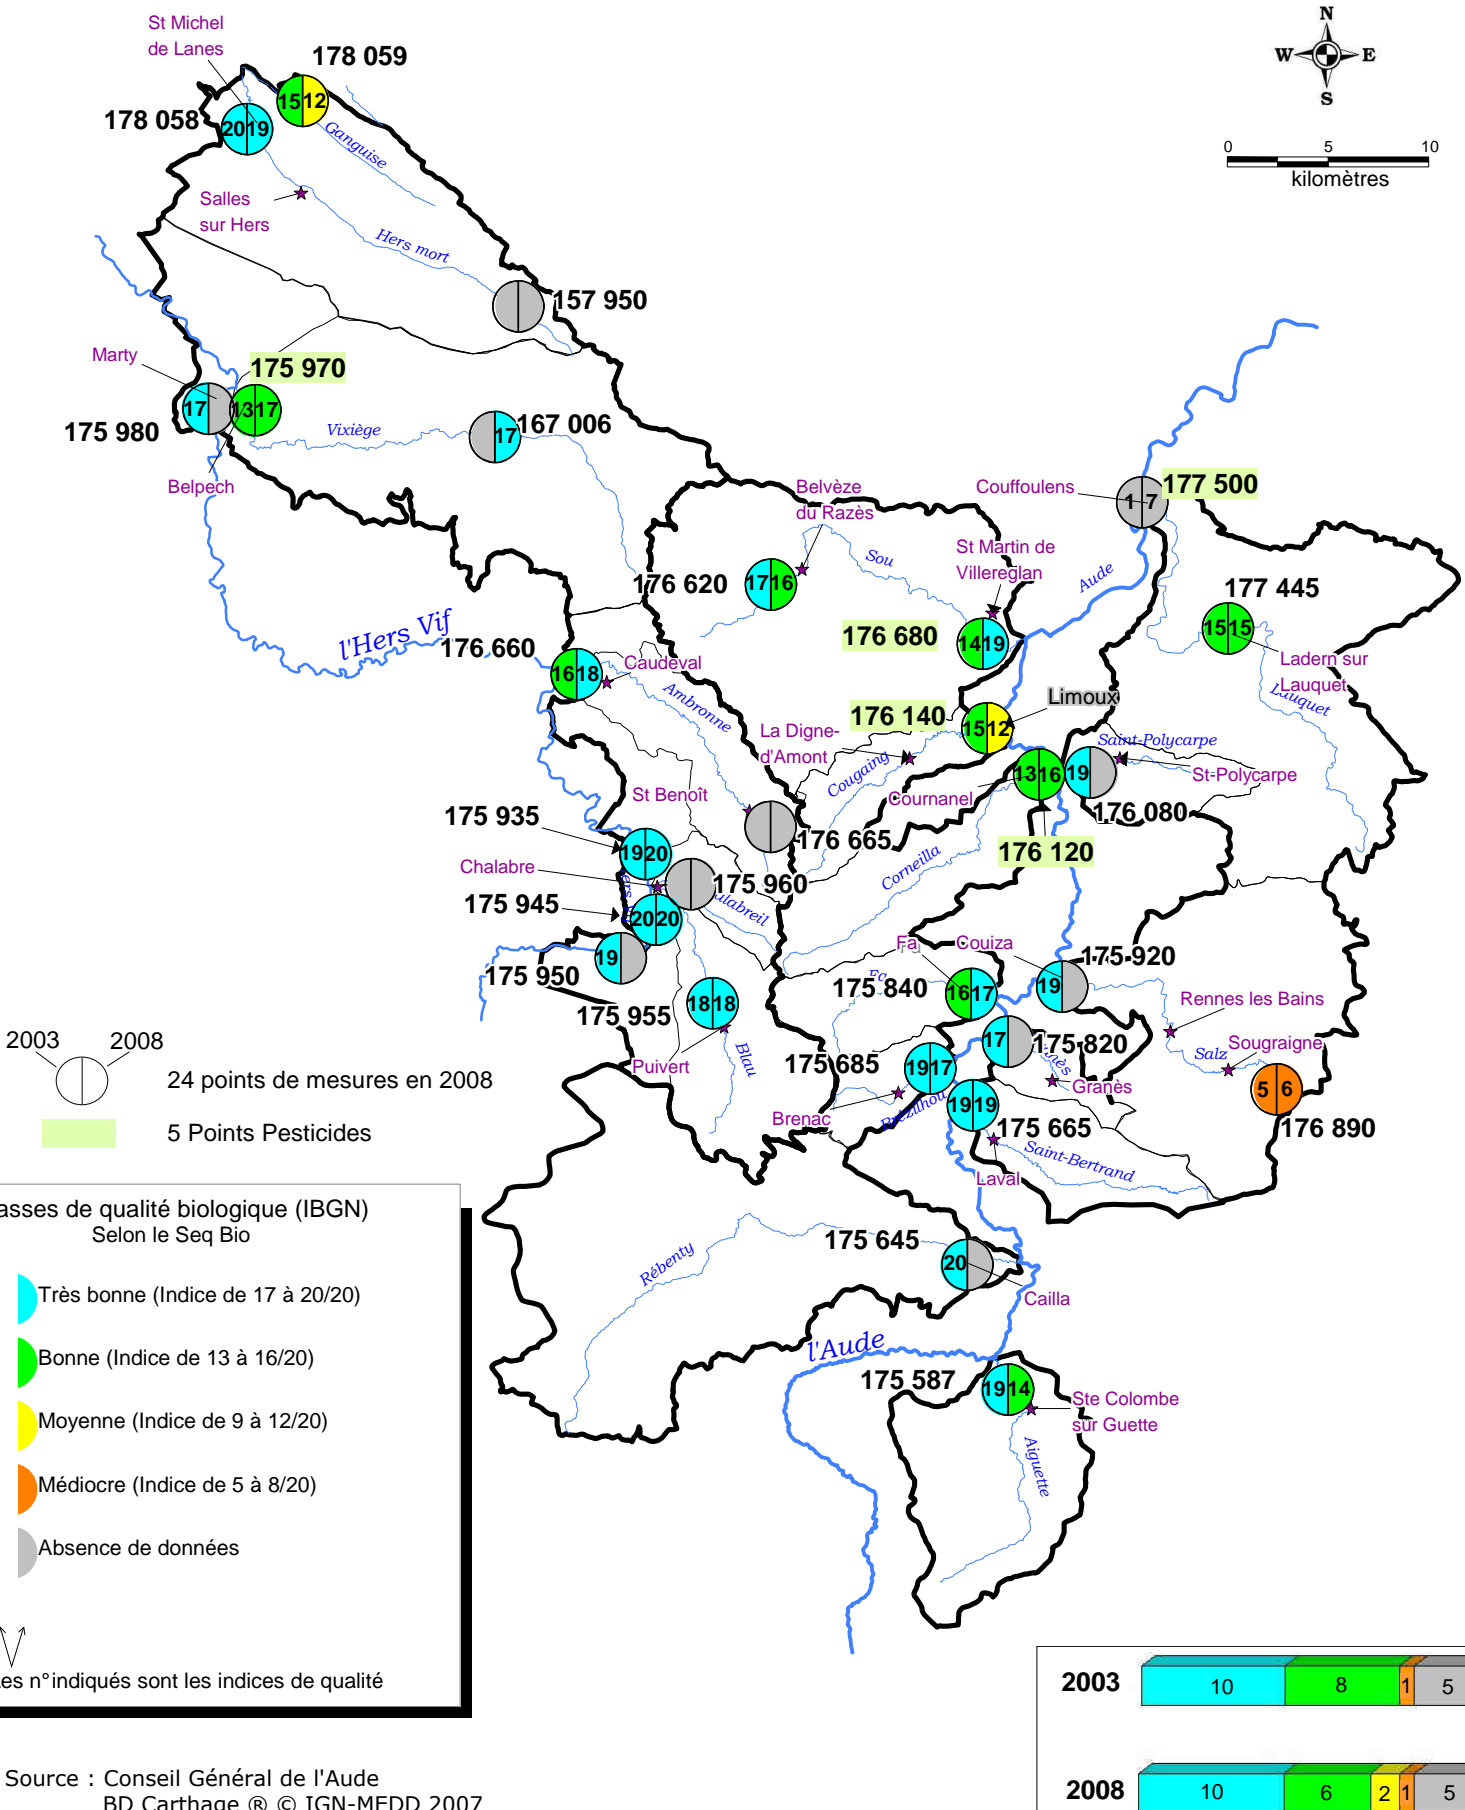 St Michel
de Lanes
178 059
N
W
E
S
15
12
178 058
20
19
Ganguise
0
5
10
kilomètres
Salles
sur Hers
Hers mort
157 950
Marty
175 970
17
13
17
175 980
Vixiège
17
167 006
Belpech
Belvèze
du Razès
Couffoulens
177 500
1
7
Sou
St Martin de
Villereglan
Aude
176 620
17
16
177 445
15
15
176 680
14
19
l'Hers Vif
176 660
16
18
Caudeval
Ambronne
Ladern sur
Lauquet
Lauquet
Limoux
176 140
15
12
La Digne-
d'Amont
Cougaing
Saint-Polycarpe
St-Polycarpe
13
16
19
Cournanel
176 080
St Benoît
175 935
176 665
19
20
176 120
Corneilla
Chalabre
175 960
175 945
20
20
19
175 950
Fa
Couiza
175 920
175 840
16
17
19
Rennes les Bains
175 955
18
18
Blau
Puivert
17
175 820
Salz
Sougraigne
175 685
19
17
Granès
5
6
176 890
Brenac
Brézilhou
19
19
175 665
Saint-Bertrand
Laval
2003
2008
24 points de mesures en 2008
5 Points Pesticides
asses de qualité biologique (IBGN)
Selon le Seq Bio
Très bonne (Indice de 17 à 20/20)
Bonne (Indice de 13 à 16/20)
Moyenne (Indice de 9 à 12/20)
Médiocre (Indice de 5 à 8/20)
Absence de données
es n°indiqués sont les indices de qualité
Rébenty
175 645
20
Cailla
l'Aude
175 587
19
14
Ste Colombe
sur Guette
Aiguette
2003
10
8
1
5
2008
10
6
2
1
5
Source : Conseil Général de l'Aude
BD Carthage ® © IGN-MEDD 2007